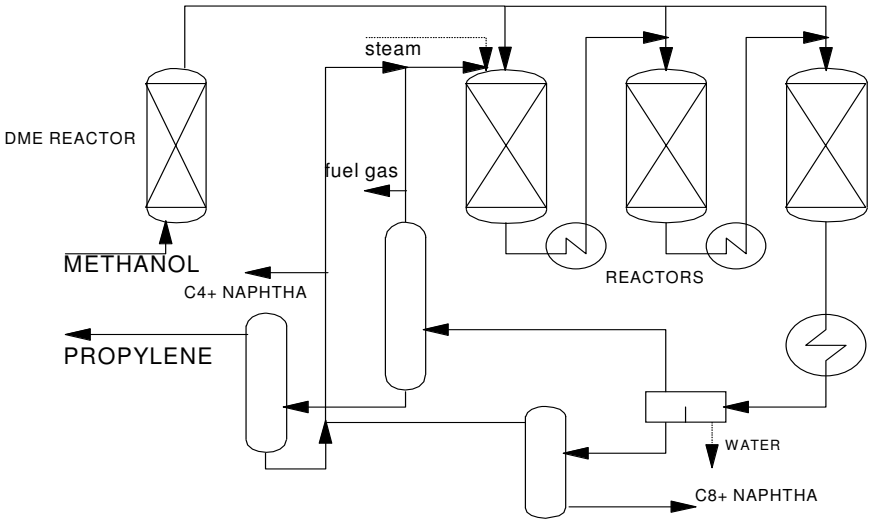 steam
DME REACTOR
fuel gas
METHANOL
REACTORS
C4+ NAPHTHA
PROPYLENE
WATER
C8+ NAPHTHA